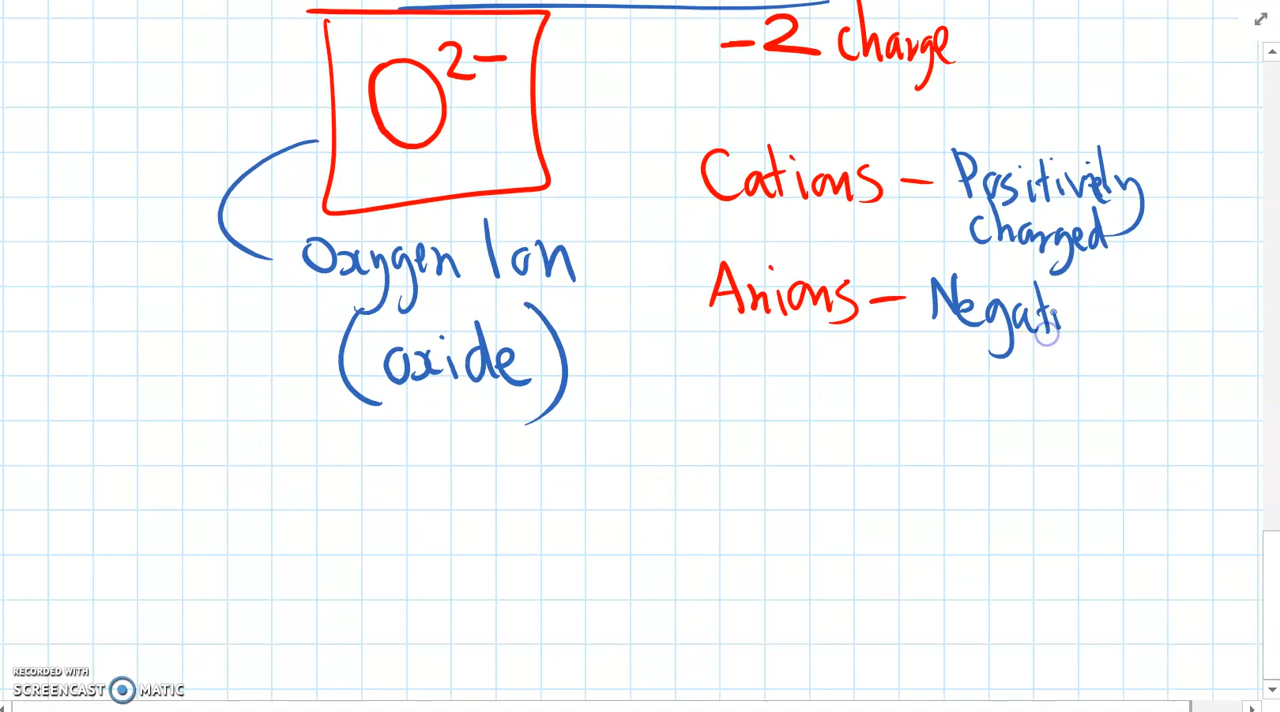 -2 charge
O²⁻
Cations - Positively
charged
Oxygen Ion
Anions - Negati
(oxide)
RECORDED WITH
SCREENCAST MATIC